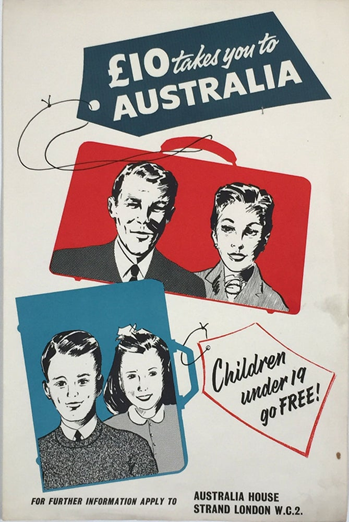 £10 takes you to
AUSTRALIA
Children
under 19
go FREE!
FOR FURTHER INFORMATION APPLY TO
AUSTRALIA HOUSE
STRAND LONDON W.C.2.